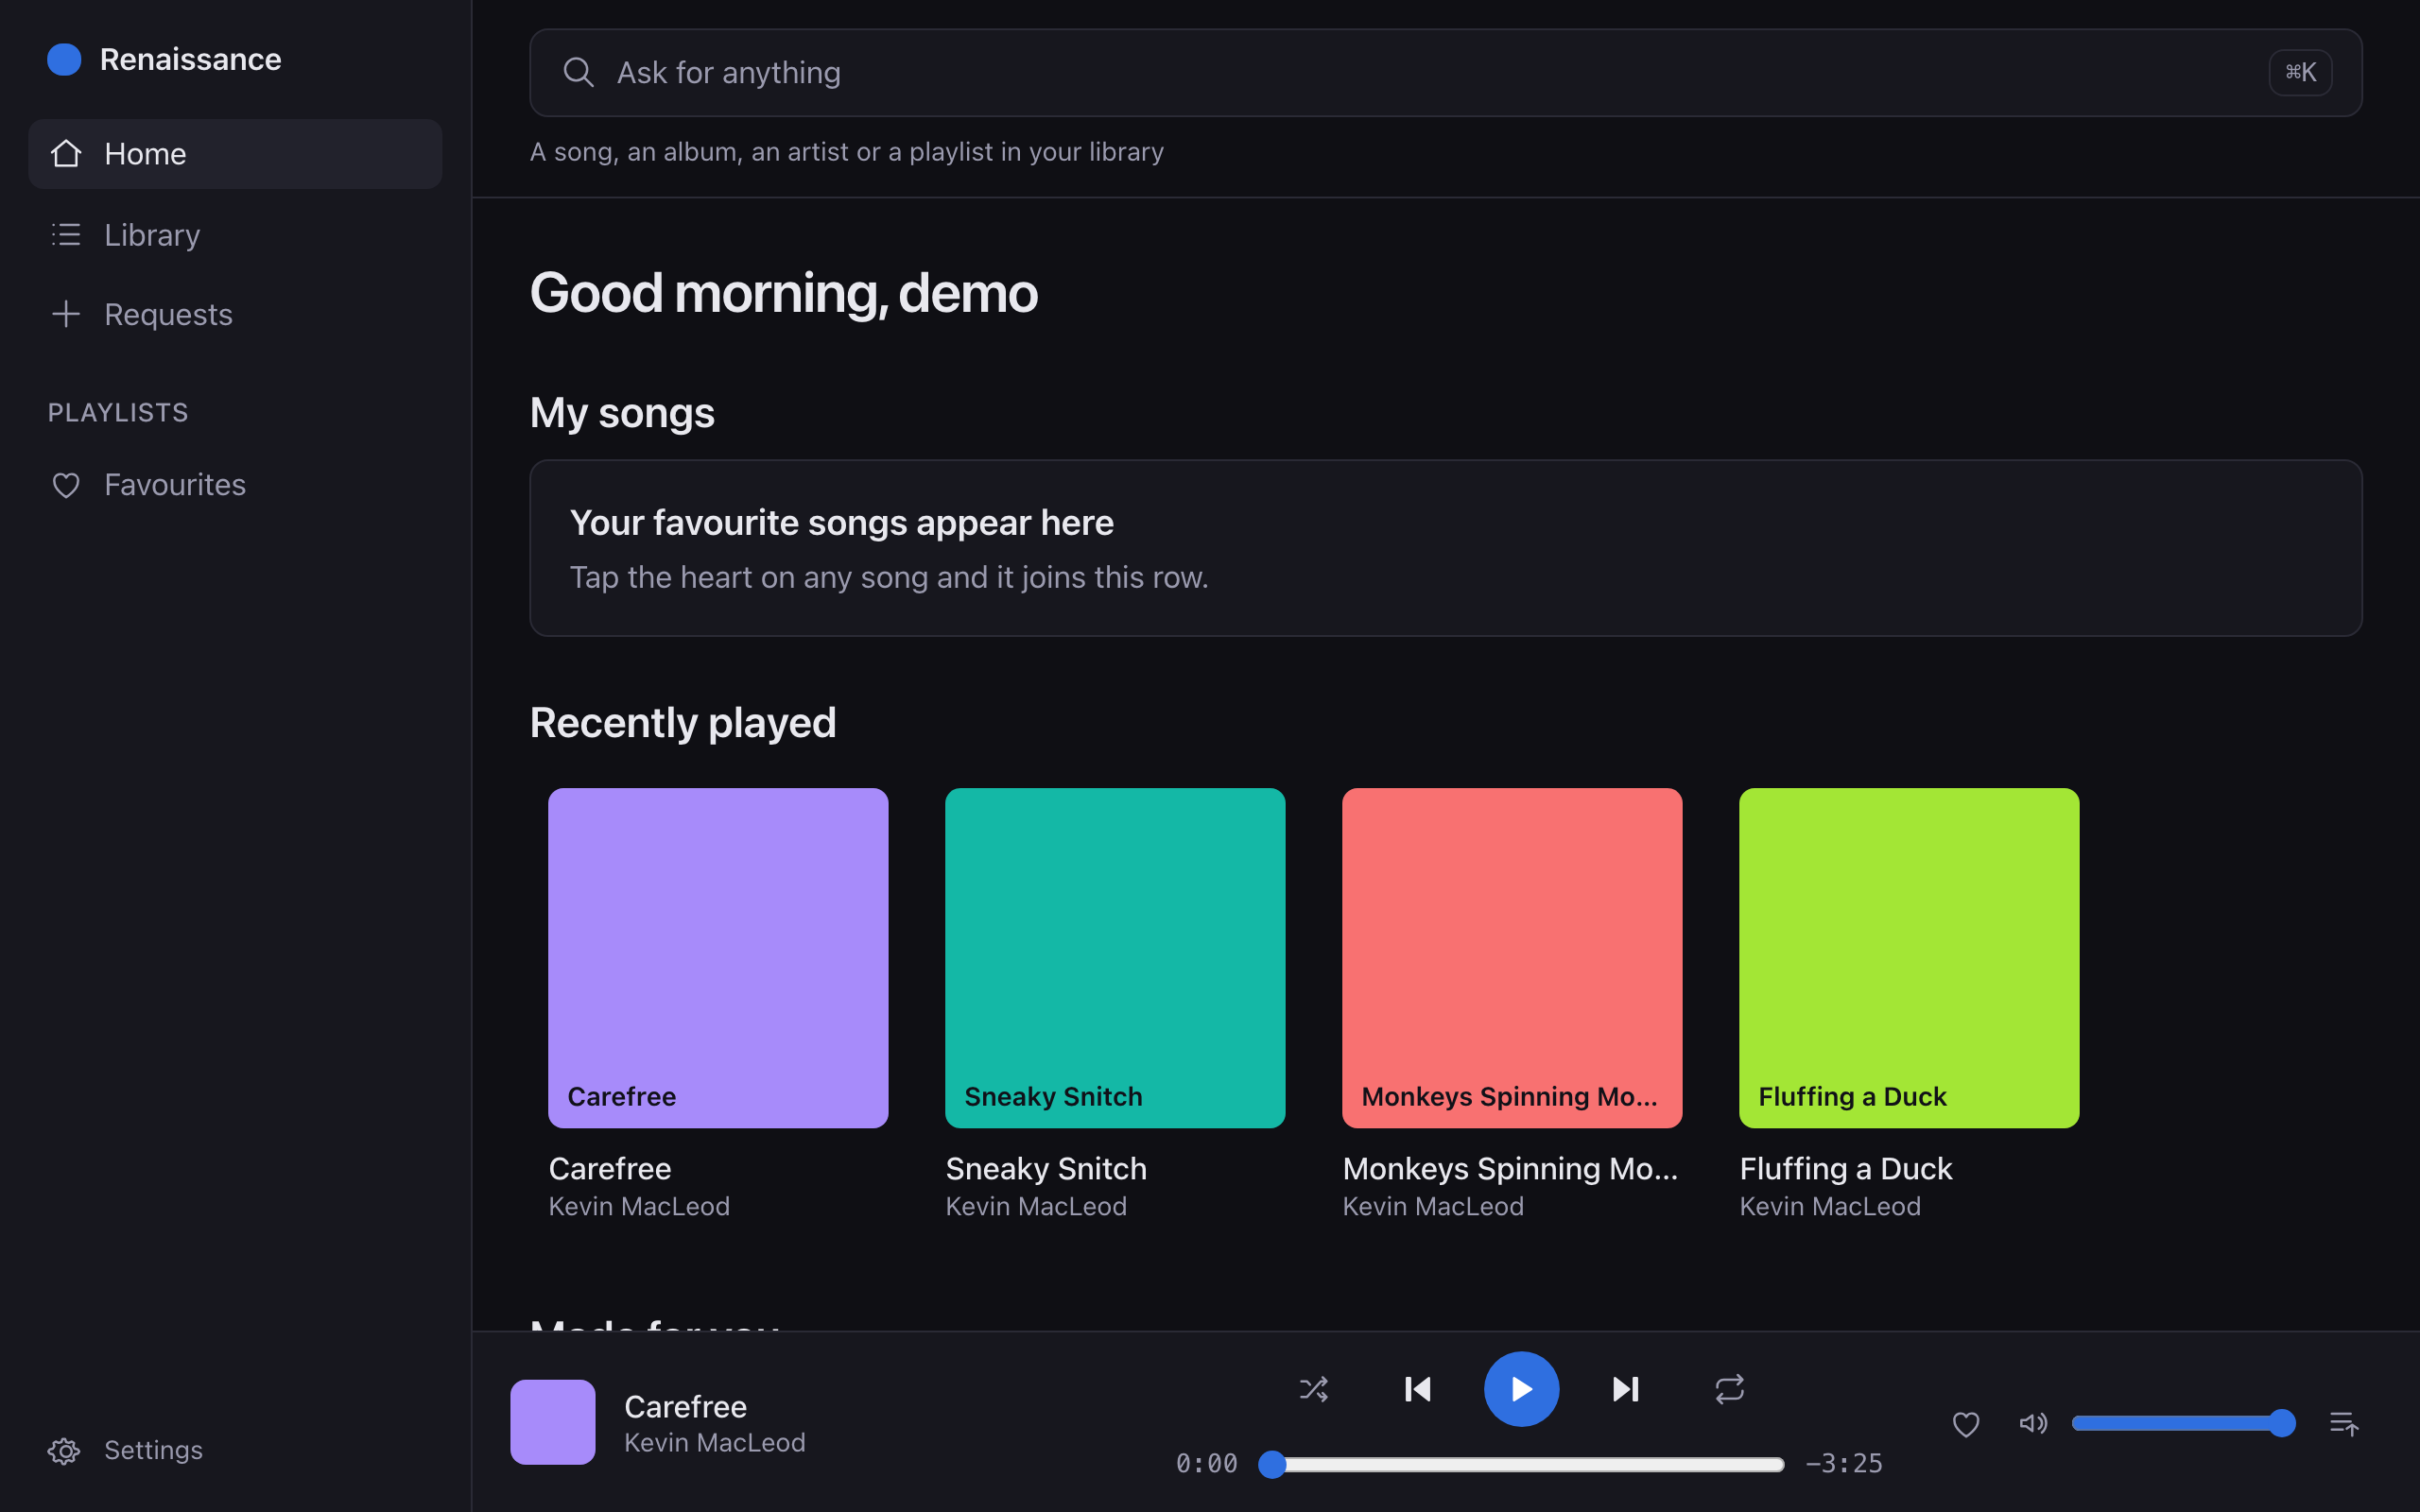 Renaissance
Home
Library
Requests
PLAYLISTS
Favourites
Settings
Ask for anything
⌘K
A song, an album, an artist or a playlist in your library
Good morning, demo
My songs
Your favourite songs appear here
Tap the heart on any song and it joins this row.
Recently played
Carefree
Sneaky Snitch
Monkeys Spinning Mo...
Fluffing a Duck
Carefree
Kevin MacLeod
Sneaky Snitch
Kevin MacLeod
Monkeys Spinning Mo...
Kevin MacLeod
Fluffing a Duck
Kevin MacLeod
Made for you
Carefree
Kevin MacLeod
0:00
−3:25